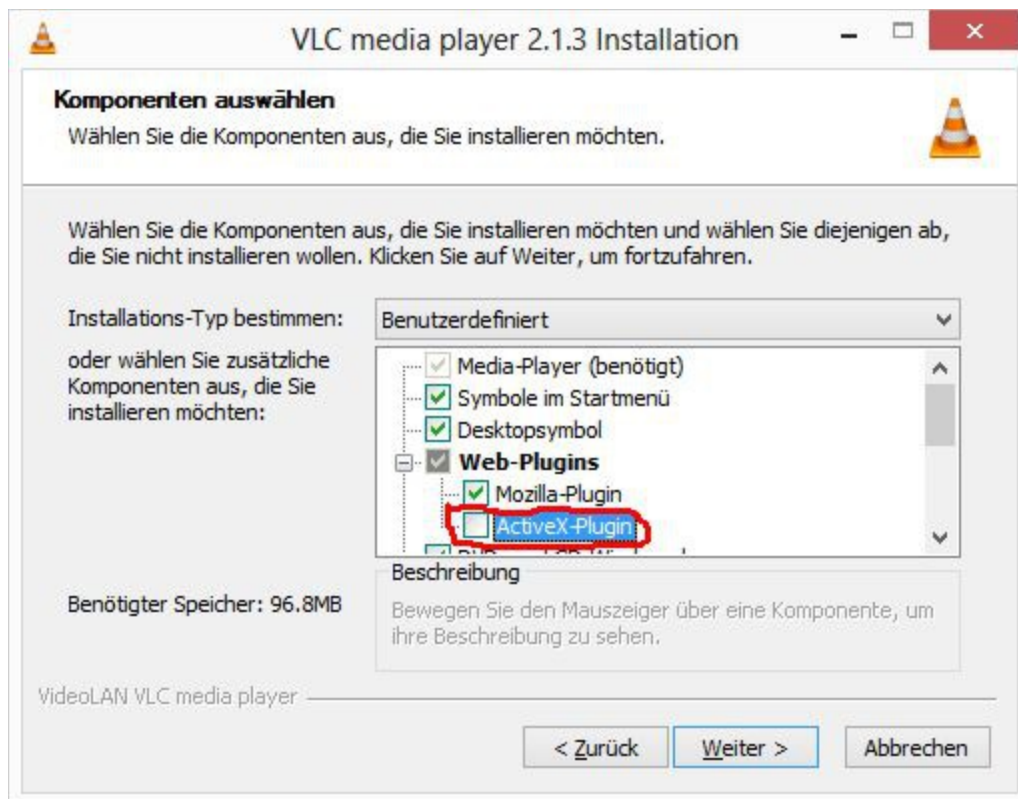 VLC media player 2.1.3 Installation
Komponenten auswählen
Wählen Sie die Komponenten aus, die Sie installieren möchten.
Wählen Sie die Komponenten aus, die Sie installieren möchten und wählen Sie diejenigen ab,
die Sie nicht installieren wollen. Klicken Sie auf Weiter, um fortzufahren.
Installations-Typ bestimmen:
Benutzerdefiniert
oder wählen Sie zusätzliche
Komponenten aus, die Sie
installieren möchten:
Media-Player (benötigt)
Symbole im Startmenü
Desktopsymbol
Web-Plugins
Mozilla-Plugin
ActiveX-Plugin
Benötigter Speicher: 96.8MB
Beschreibung
Bewegen Sie den Mauszeiger über eine Komponente, um
ihre Beschreibung zu sehen.
VideoLAN VLC media player
< Zurück
Weiter >
Abbrechen